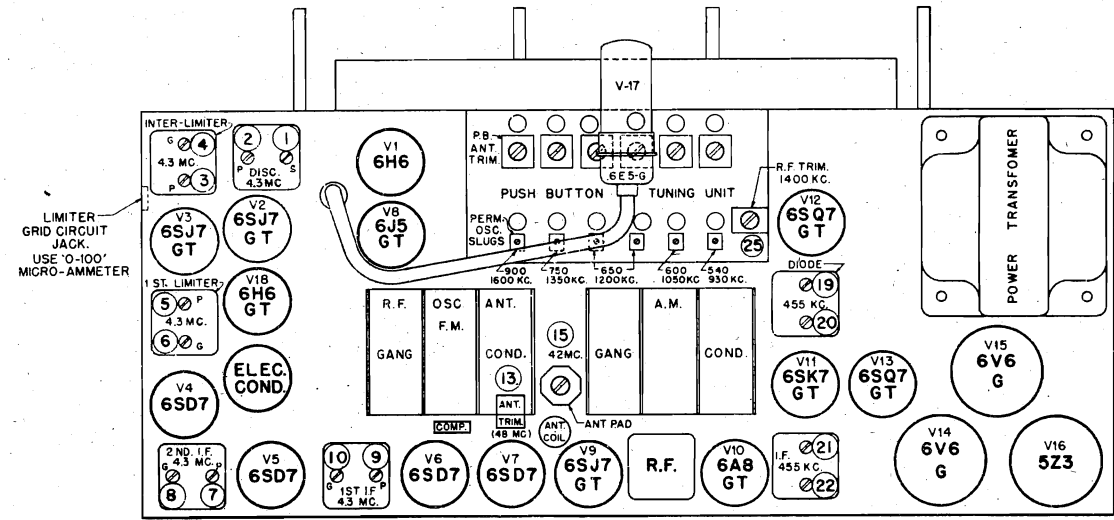 V-17
6E5-G
INTER-LIMITER
G 4
4.3 MC.
P 3
2 1
P S
DISC.
4.3 MC
V1
6H6
P.B.
ANT.
TRIM.
R.F. TRIM.
1400 KC.
PUSH BUTTON TUNING UNIT
LIMITER
GRID CIRCUIT
JACK.
USE '0-100'
MICRO-AMMETER
V3
6SJ7
GT
V2
6SJ7
GT
V8
6J5
GT
PERM.
OSC.
SLUGS
25
V12
6SQ7
GT
900
1600 KC.
750
1350KC.
650
1200KC.
600
1050 KC.
540
930 KC.
POWER TRANSFOMER
1 ST. LIMITER
5 P
4.3 MC.
6 G
V18
6H6
GT
DIODE
19
455 KC.
20
R.F.
GANG
OSC
F.M.
ANT.
COND.
15
42MC.
A.M.
GANG
COND.
13
ANT.
TRIM.
(48 MC)
ANT PAD
COMP.
ANT.
COIL
ELEC.
COND.
V4
6SD7
V11
6SK7
GT
V13
6SQ7
GT
V15
6V6
G
2 ND. I.F.
4.3 MC.
G P
8 7
V5
6SD7
10 9
G P
1ST I.F
4.3 MC.
V6
6SD7
V7
6SD7
V9
6SJ7
GT
R.F.
V10
6A8
GT
21
I.F.
455 KC.
22
V14
6V6
G
V16
5Z3